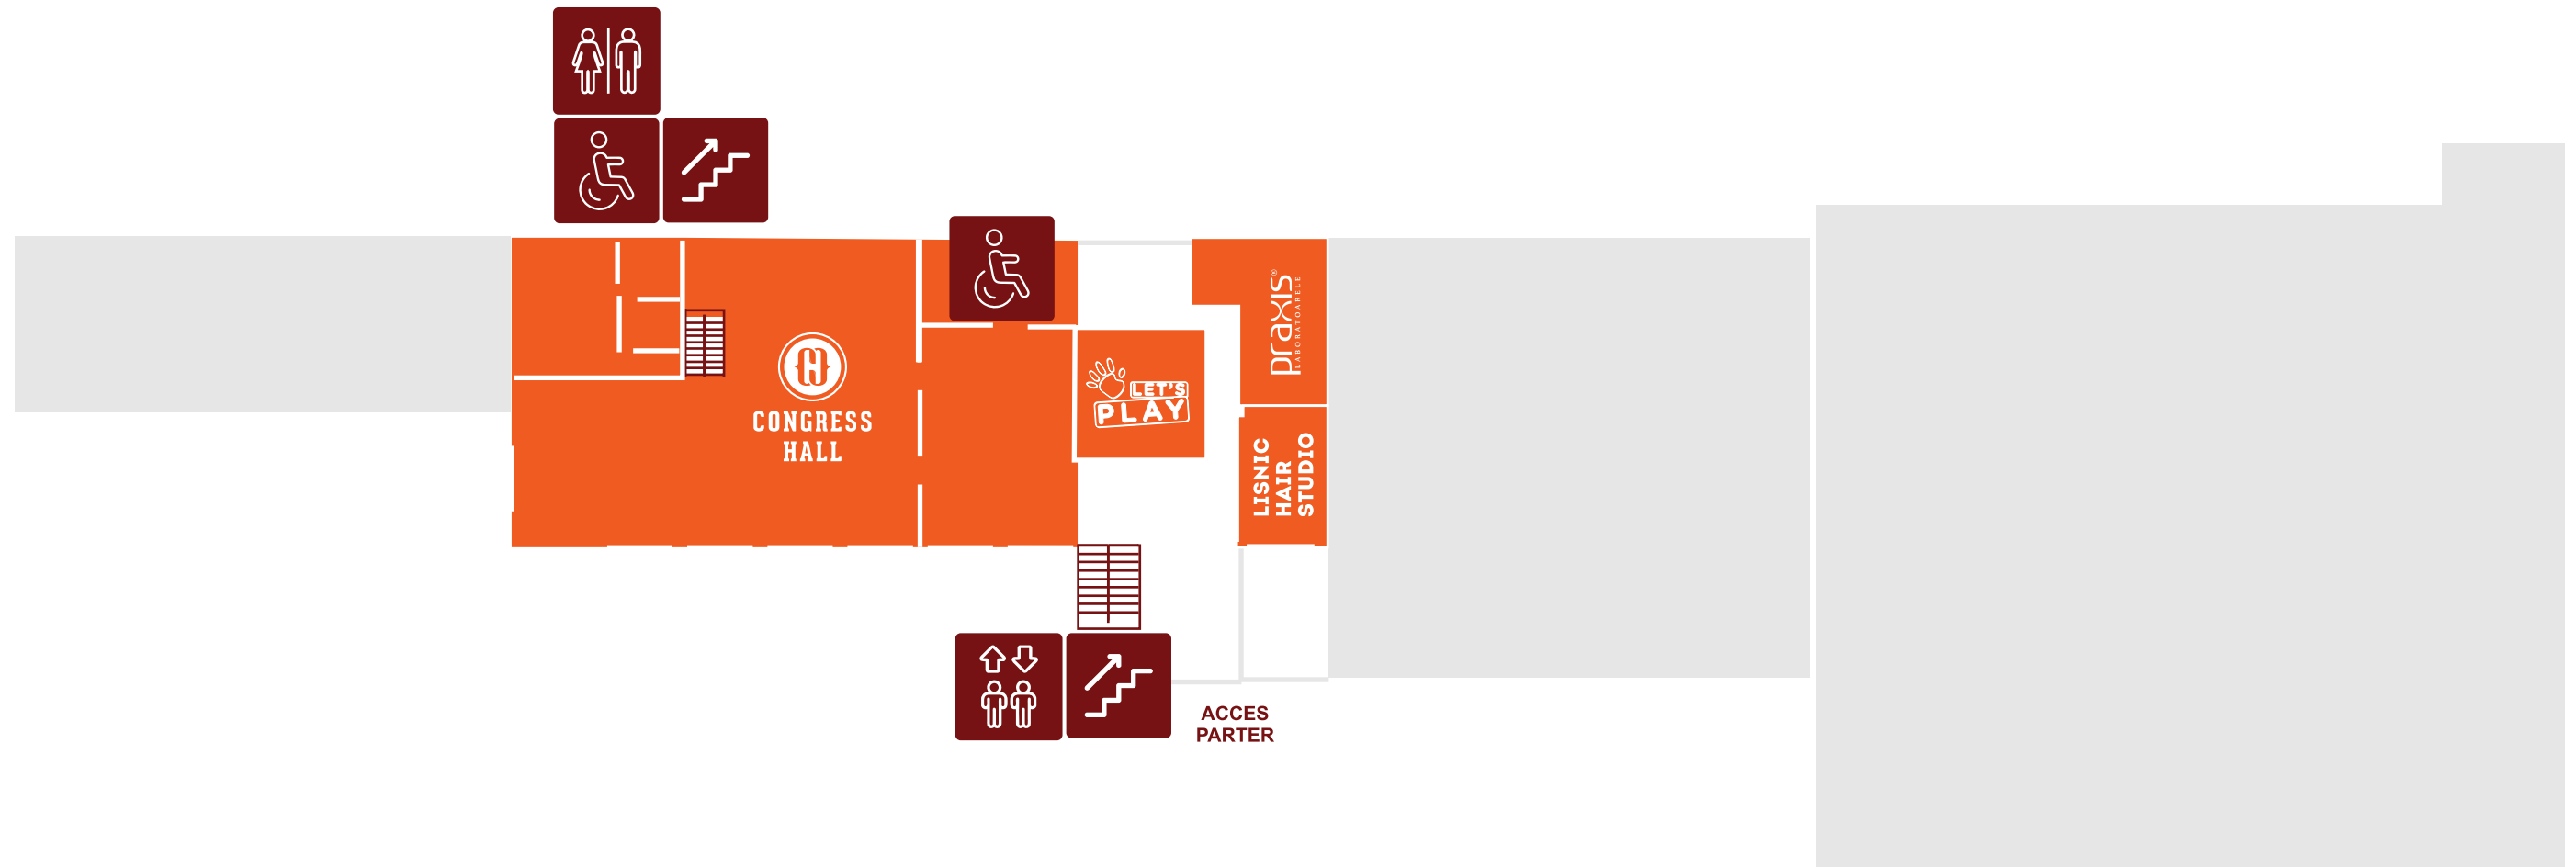 CONGRESS
HALL
LET'S
PLAY
praxis®
LABORATOARELE
LISNIC
HAIR
STUDIO
ACCES
PARTER